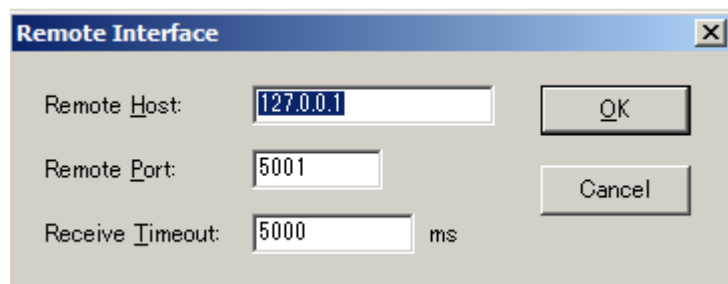 Remote Interface
Remote Host: 127.0.0.1
OK
Remote Port: 5001
Cancel
Receive Timeout: 5000 ms